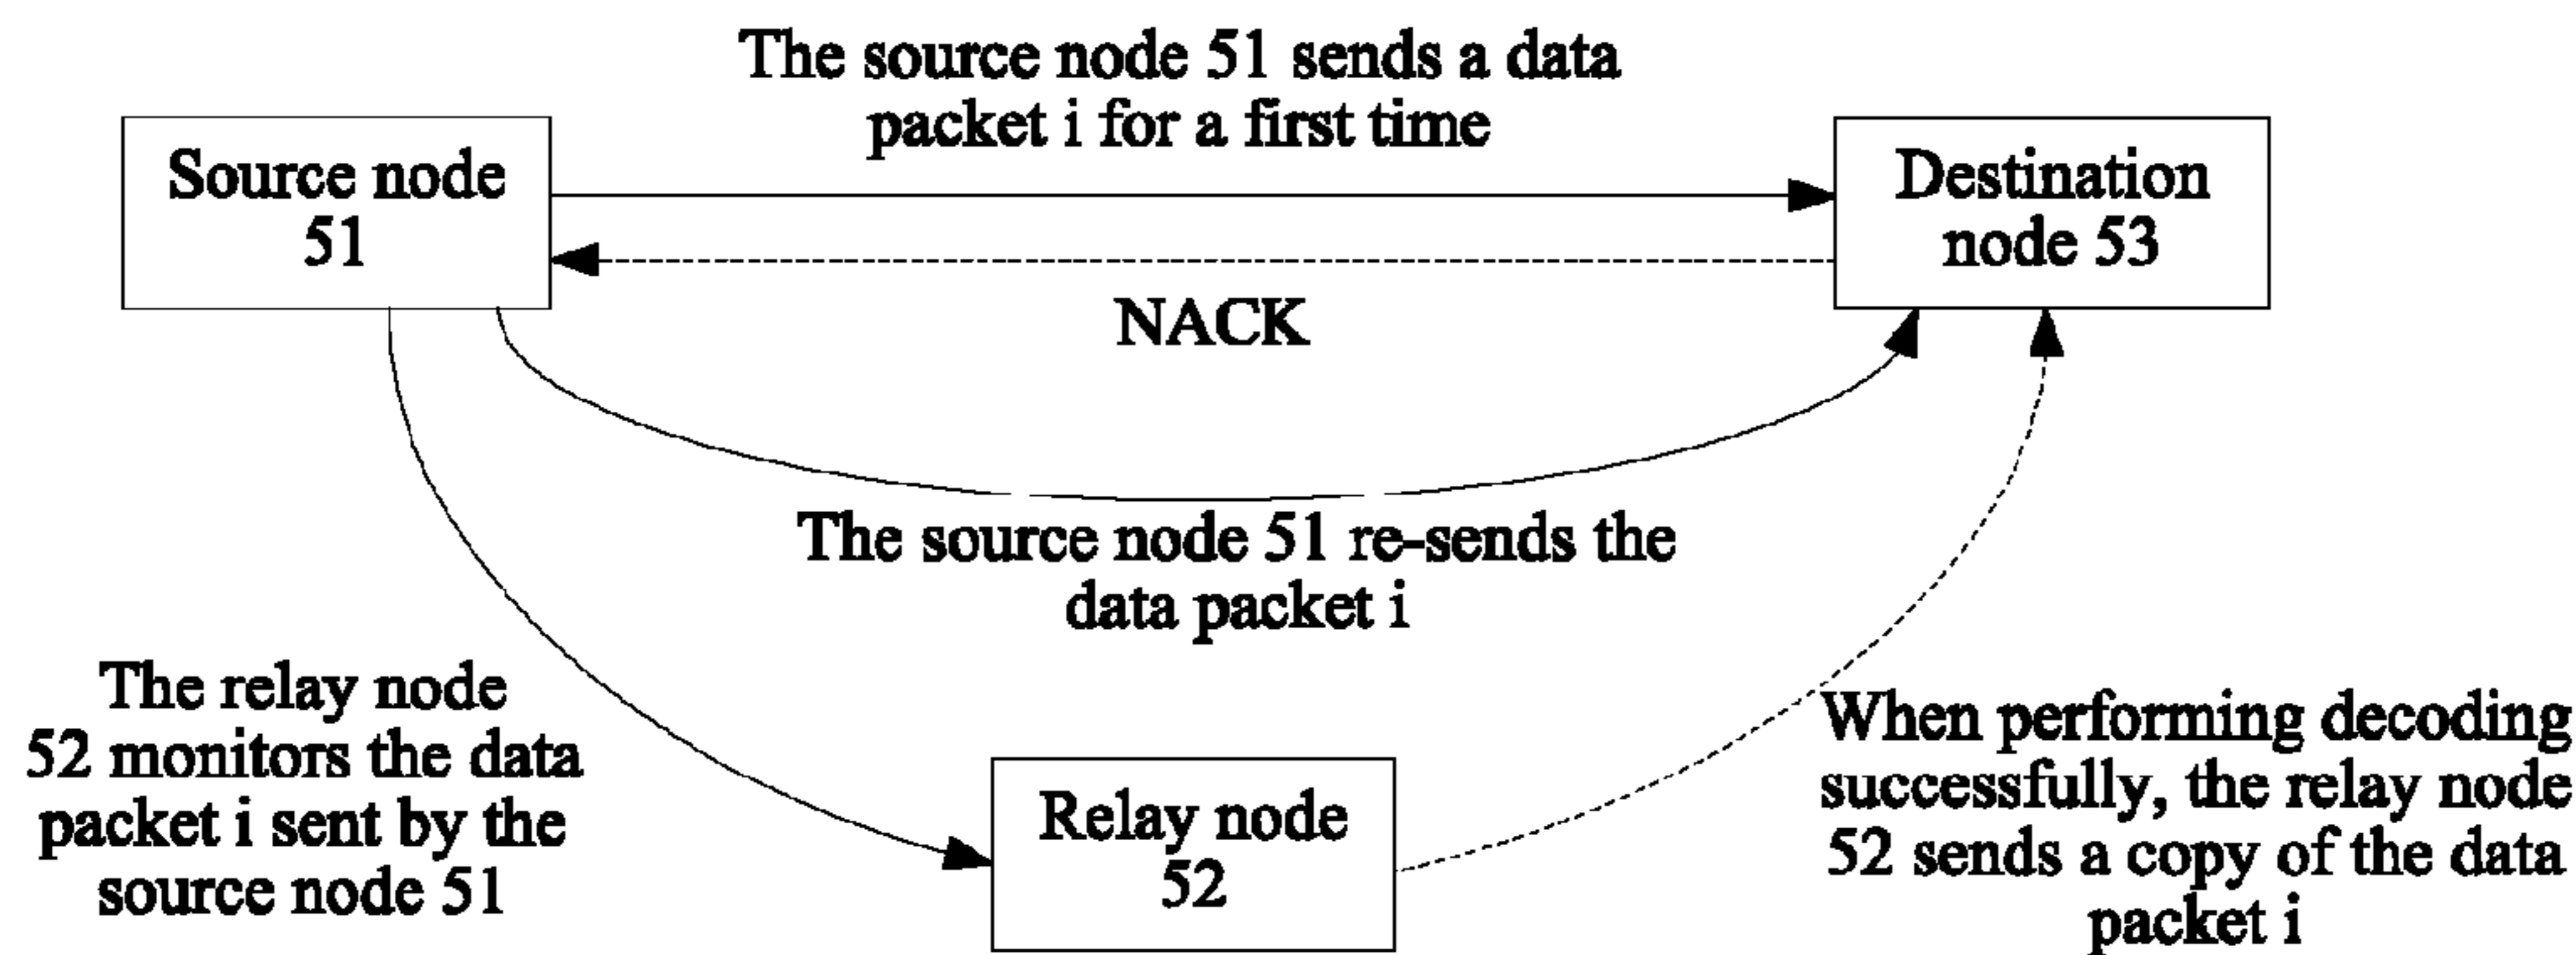 The source node 51 sends a data
packet i for a first time
Source node
51
Destination
node 53
NACK
The source node 51 re-sends the
data packet i
The relay node
52 monitors the data
packet i sent by the
source node 51
Relay node
52
When performing decoding
successfully, the relay node
52 sends a copy of the data
packet i